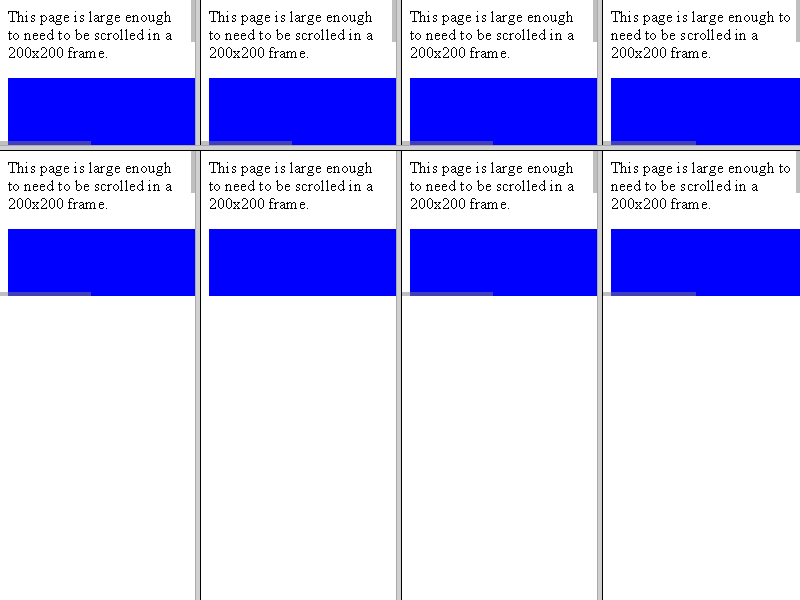 This page is large enough
to need to be scrolled in a
200x200 frame.
This page is large enough
to need to be scrolled in a
200x200 frame.
This page is large enough
to need to be scrolled in a
200x200 frame.
This page is large enough to
need to be scrolled in a
200x200 frame.
This page is large enough
to need to be scrolled in a
200x200 frame.
This page is large enough
to need to be scrolled in a
200x200 frame.
This page is large enough
to need to be scrolled in a
200x200 frame.
This page is large enough to
need to be scrolled in a
200x200 frame.